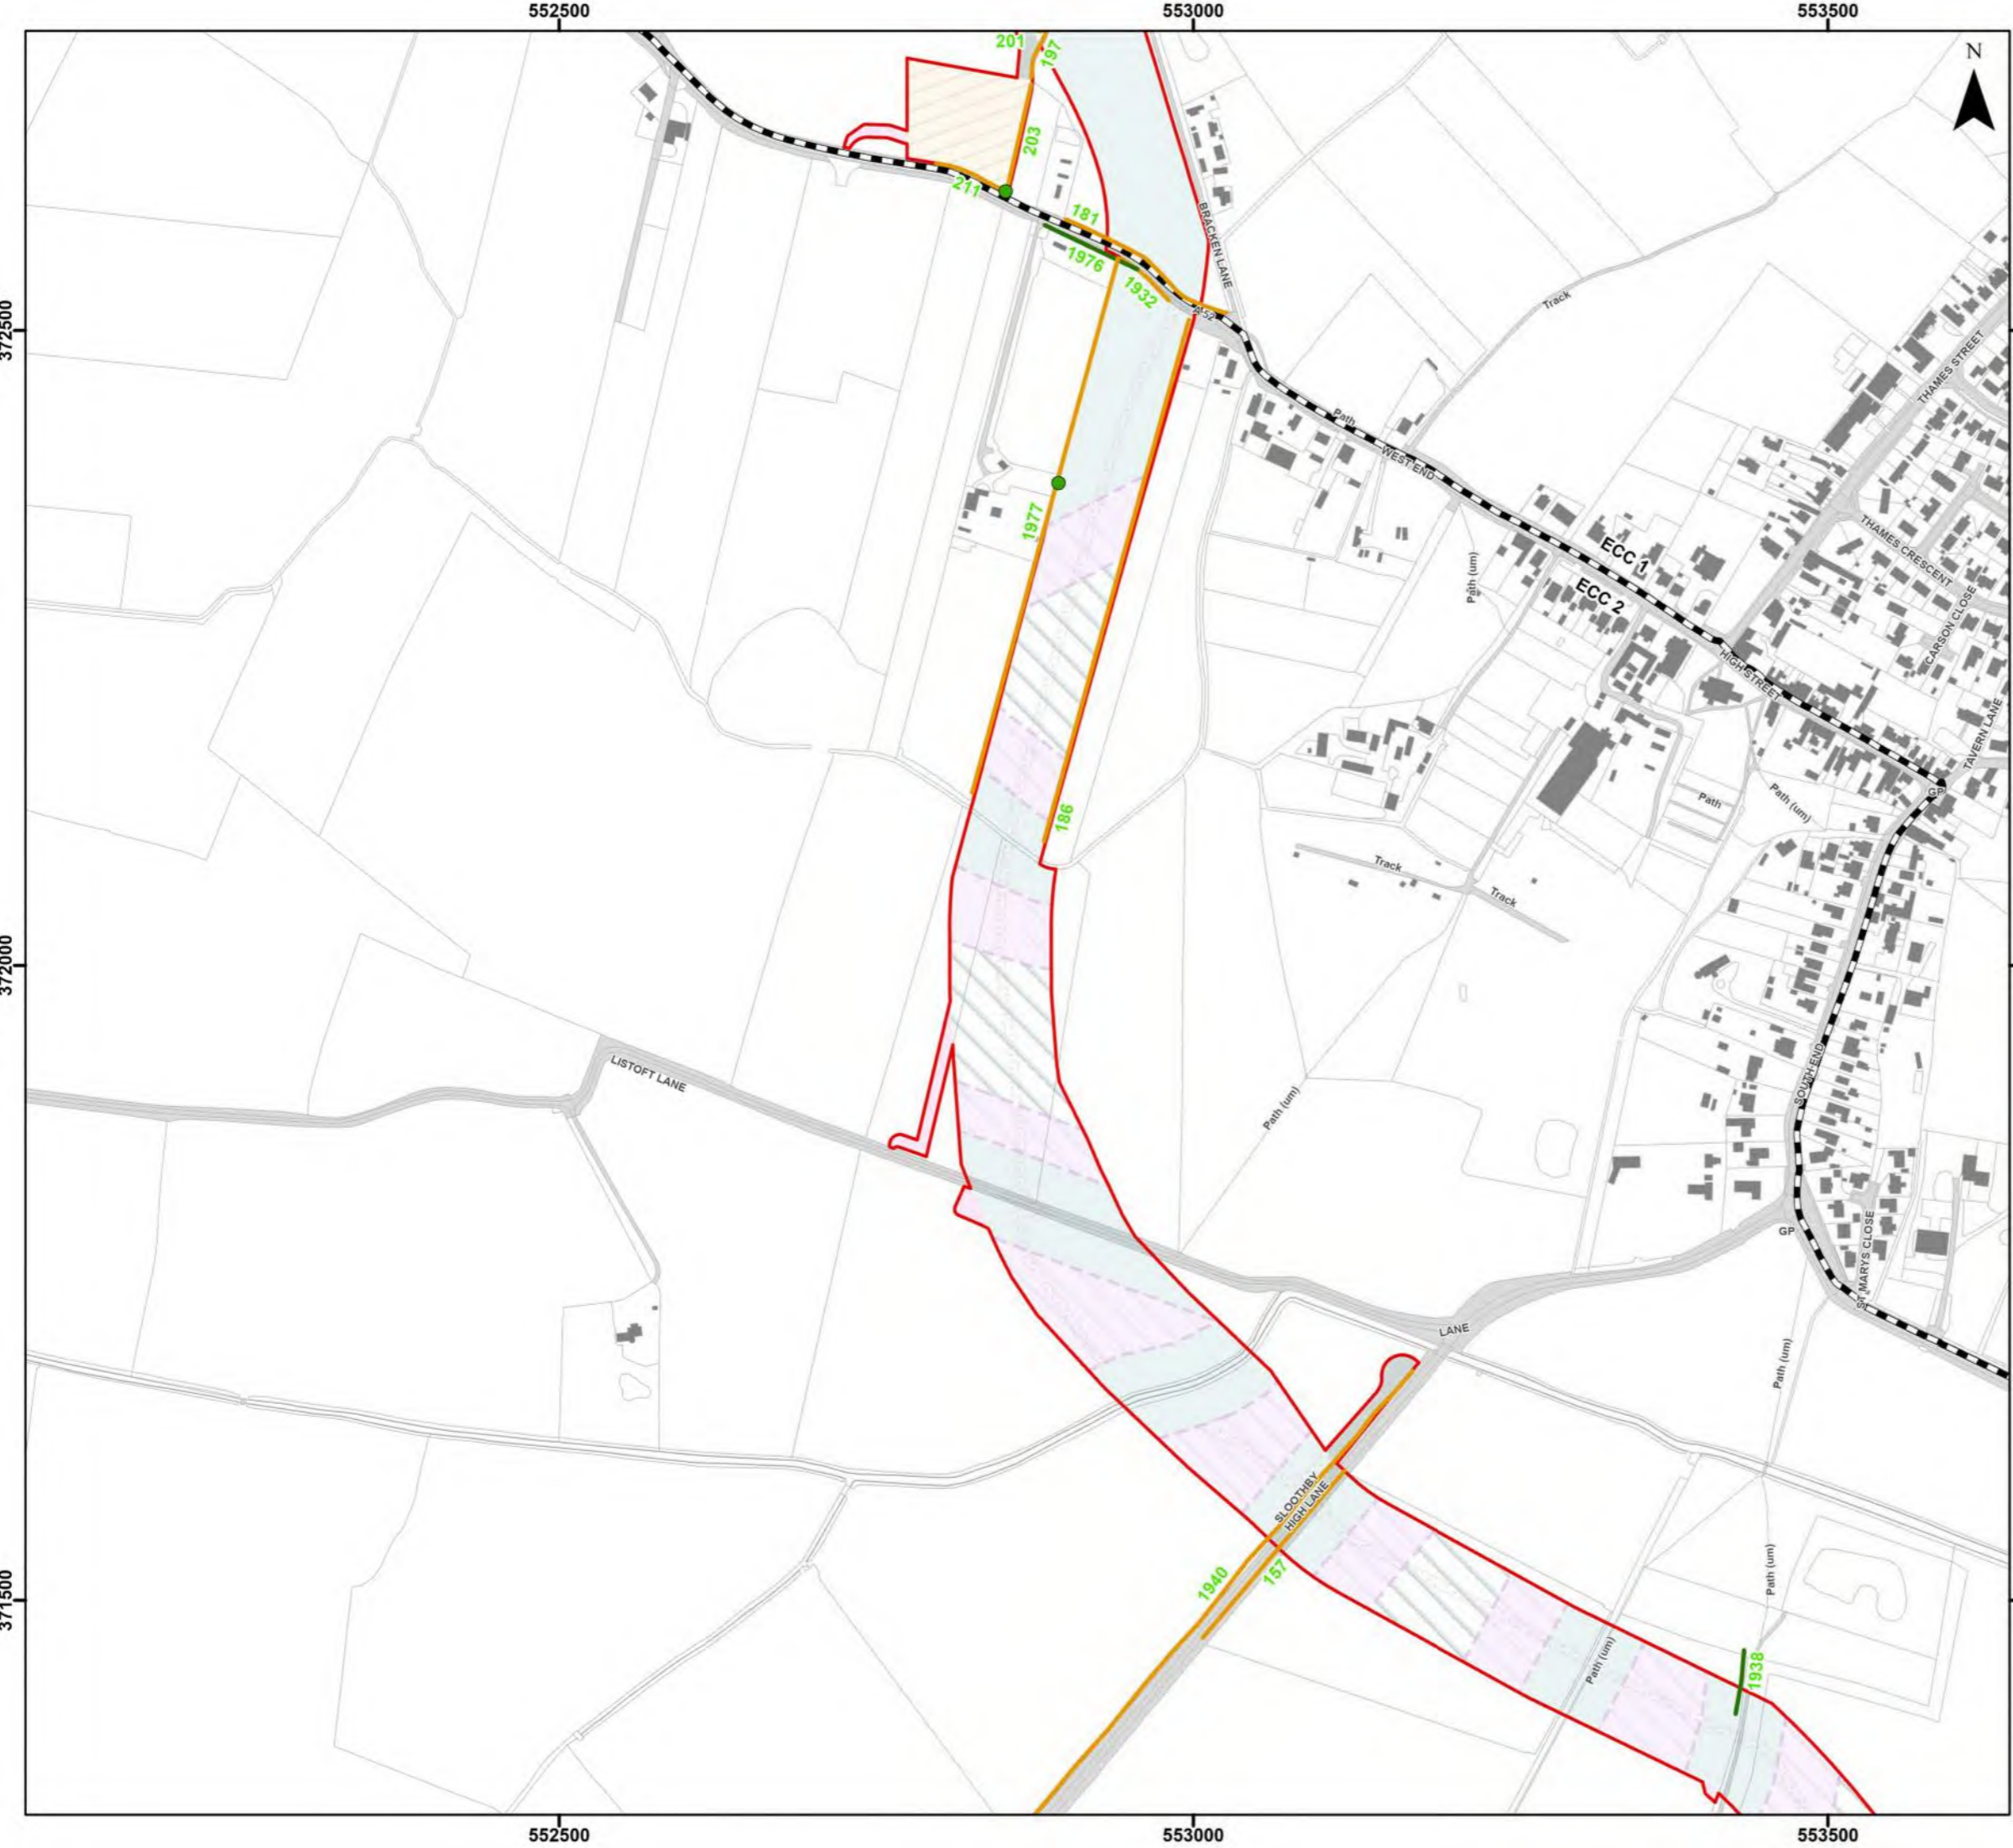 552500
553000
553500
N
201
197
203
211
181
1976
1932
BRACKEN LANE
A 52
372500
Track
THAMES STREET
Path
WEST END
1977
ECC 1
ECC 2
THAMES CRESCENT
Path (um)
CARSON CLOSE
HIGH STREET
TAVERN LANE
GP
Path
Path (um)
186
Track
Track
372000
LISTOFT LANE
SOUTH END
Path (um)
GP
ST MARYS CLOSE
LANE
Path (um)
SLOOTHBY
HIGH LANE
1940
157
371500
Path (um)
Path (um)
1938
552500
553000
553500